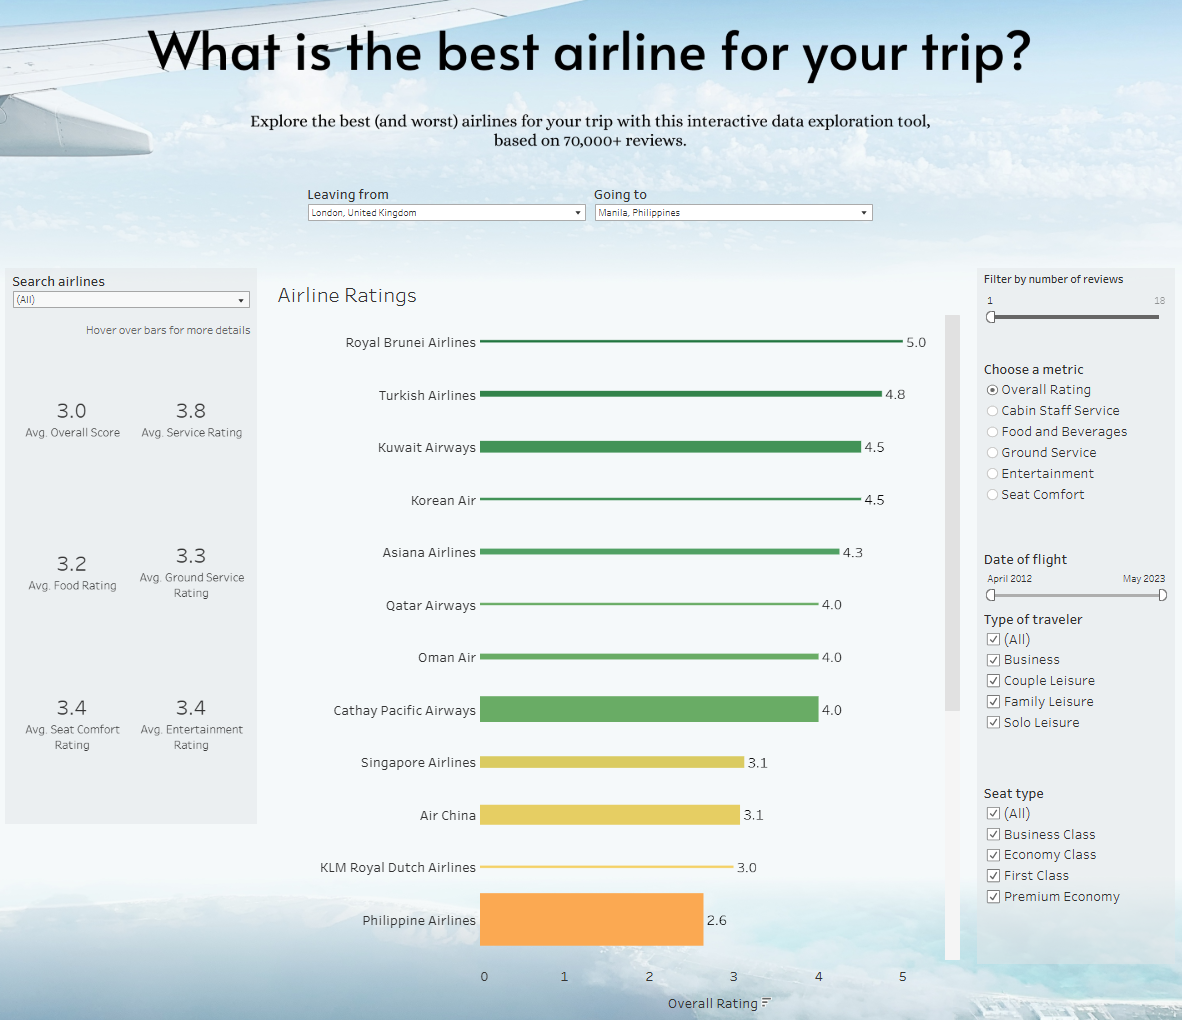 What is the best airline for your trip?
Explore the best (and worst) airlines for your trip with this interactive data exploration tool,
based on 70,000+ reviews.
Leaving from
London, United Kingdom
Going to
Manila, Philippines
Search airlines
(All)
Hover over bars for more details
3.0
Avg. Overall Score
3.8
Avg. Service Rating
3.2
Avg. Food Rating
3.3
Avg. Ground Service
Rating
3.4
Avg. Seat Comfort
Rating
3.4
Avg. Entertainment
Rating
Airline Ratings
Royal Brunei Airlines 5.0
Turkish Airlines 4.8
Kuwait Airways 4.5
Korean Air 4.5
Asiana Airlines 4.3
Qatar Airways 4.0
Oman Air 4.0
Cathay Pacific Airways 4.0
Singapore Airlines 3.1
Air China 3.1
KLM Royal Dutch Airlines 3.0
Philippine Airlines 2.6
0 1 2 3 4 5
Overall Rating
Filter by number of reviews
1 18
Choose a metric
Overall Rating
Cabin Staff Service
Food and Beverages
Ground Service
Entertainment
Seat Comfort
Date of flight
April 2012 May 2023
Type of traveler
(All)
Business
Couple Leisure
Family Leisure
Solo Leisure
Seat type
(All)
Business Class
Economy Class
First Class
Premium Economy